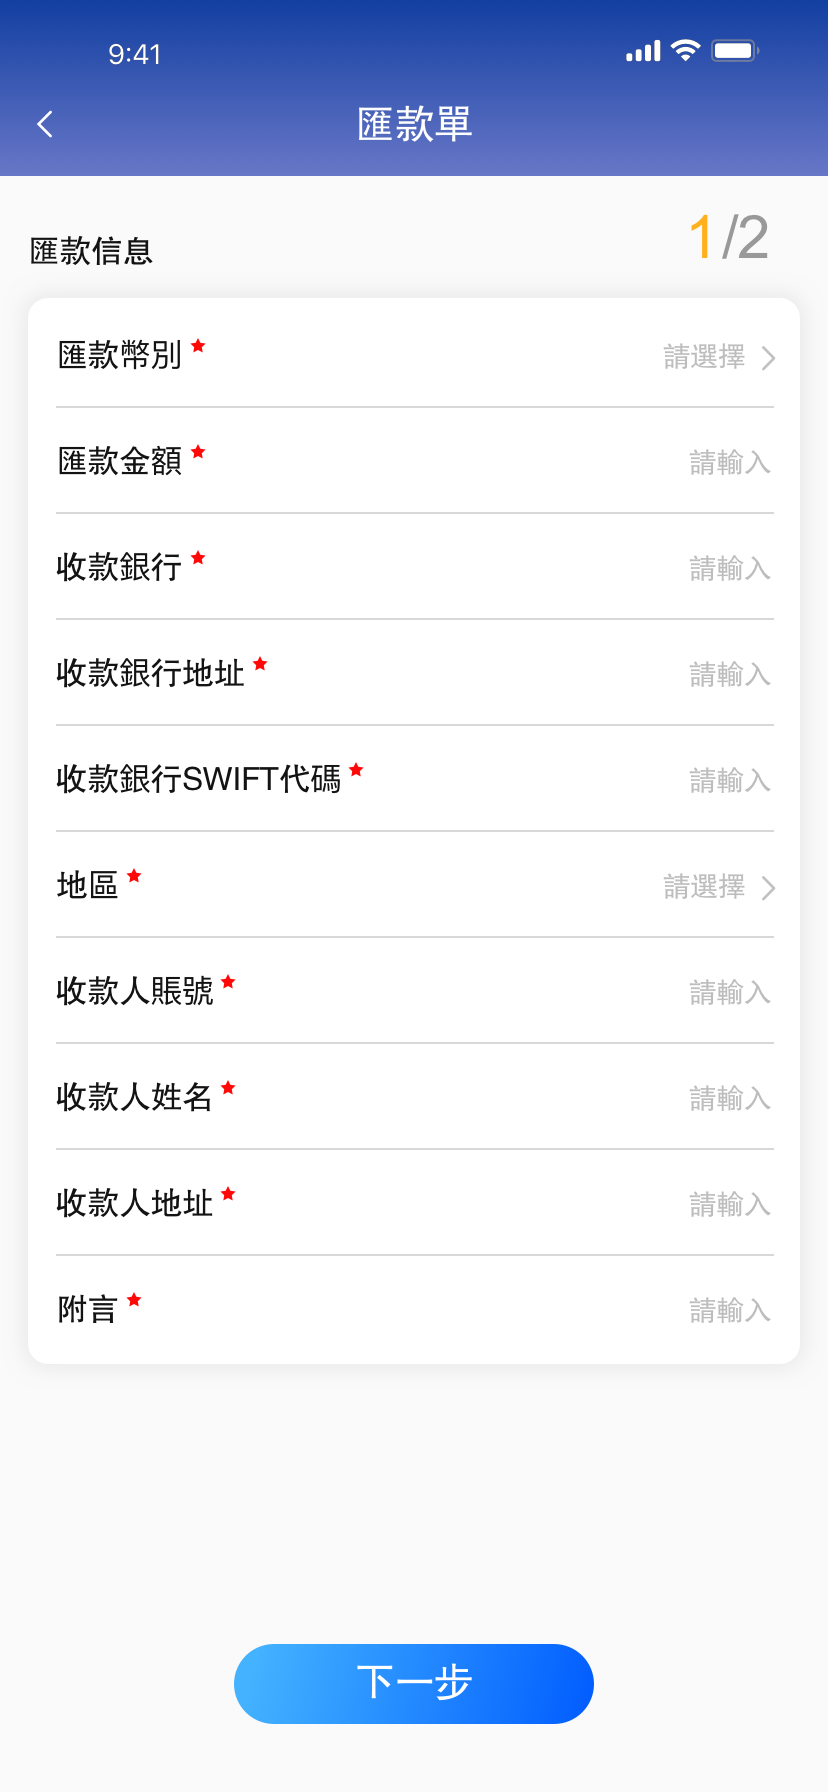 9:41
匯款單
匯款信息 1/2
匯款幣別 請選擇
匯款金額 請輸入
收款銀行 請輸入
收款銀行地址 請輸入
收款銀行SWIFT代碼 請輸入
地區 請選擇
收款人賬號 請輸入
收款人姓名 請輸入
收款人地址 請輸入
附言 請輸入
下一步